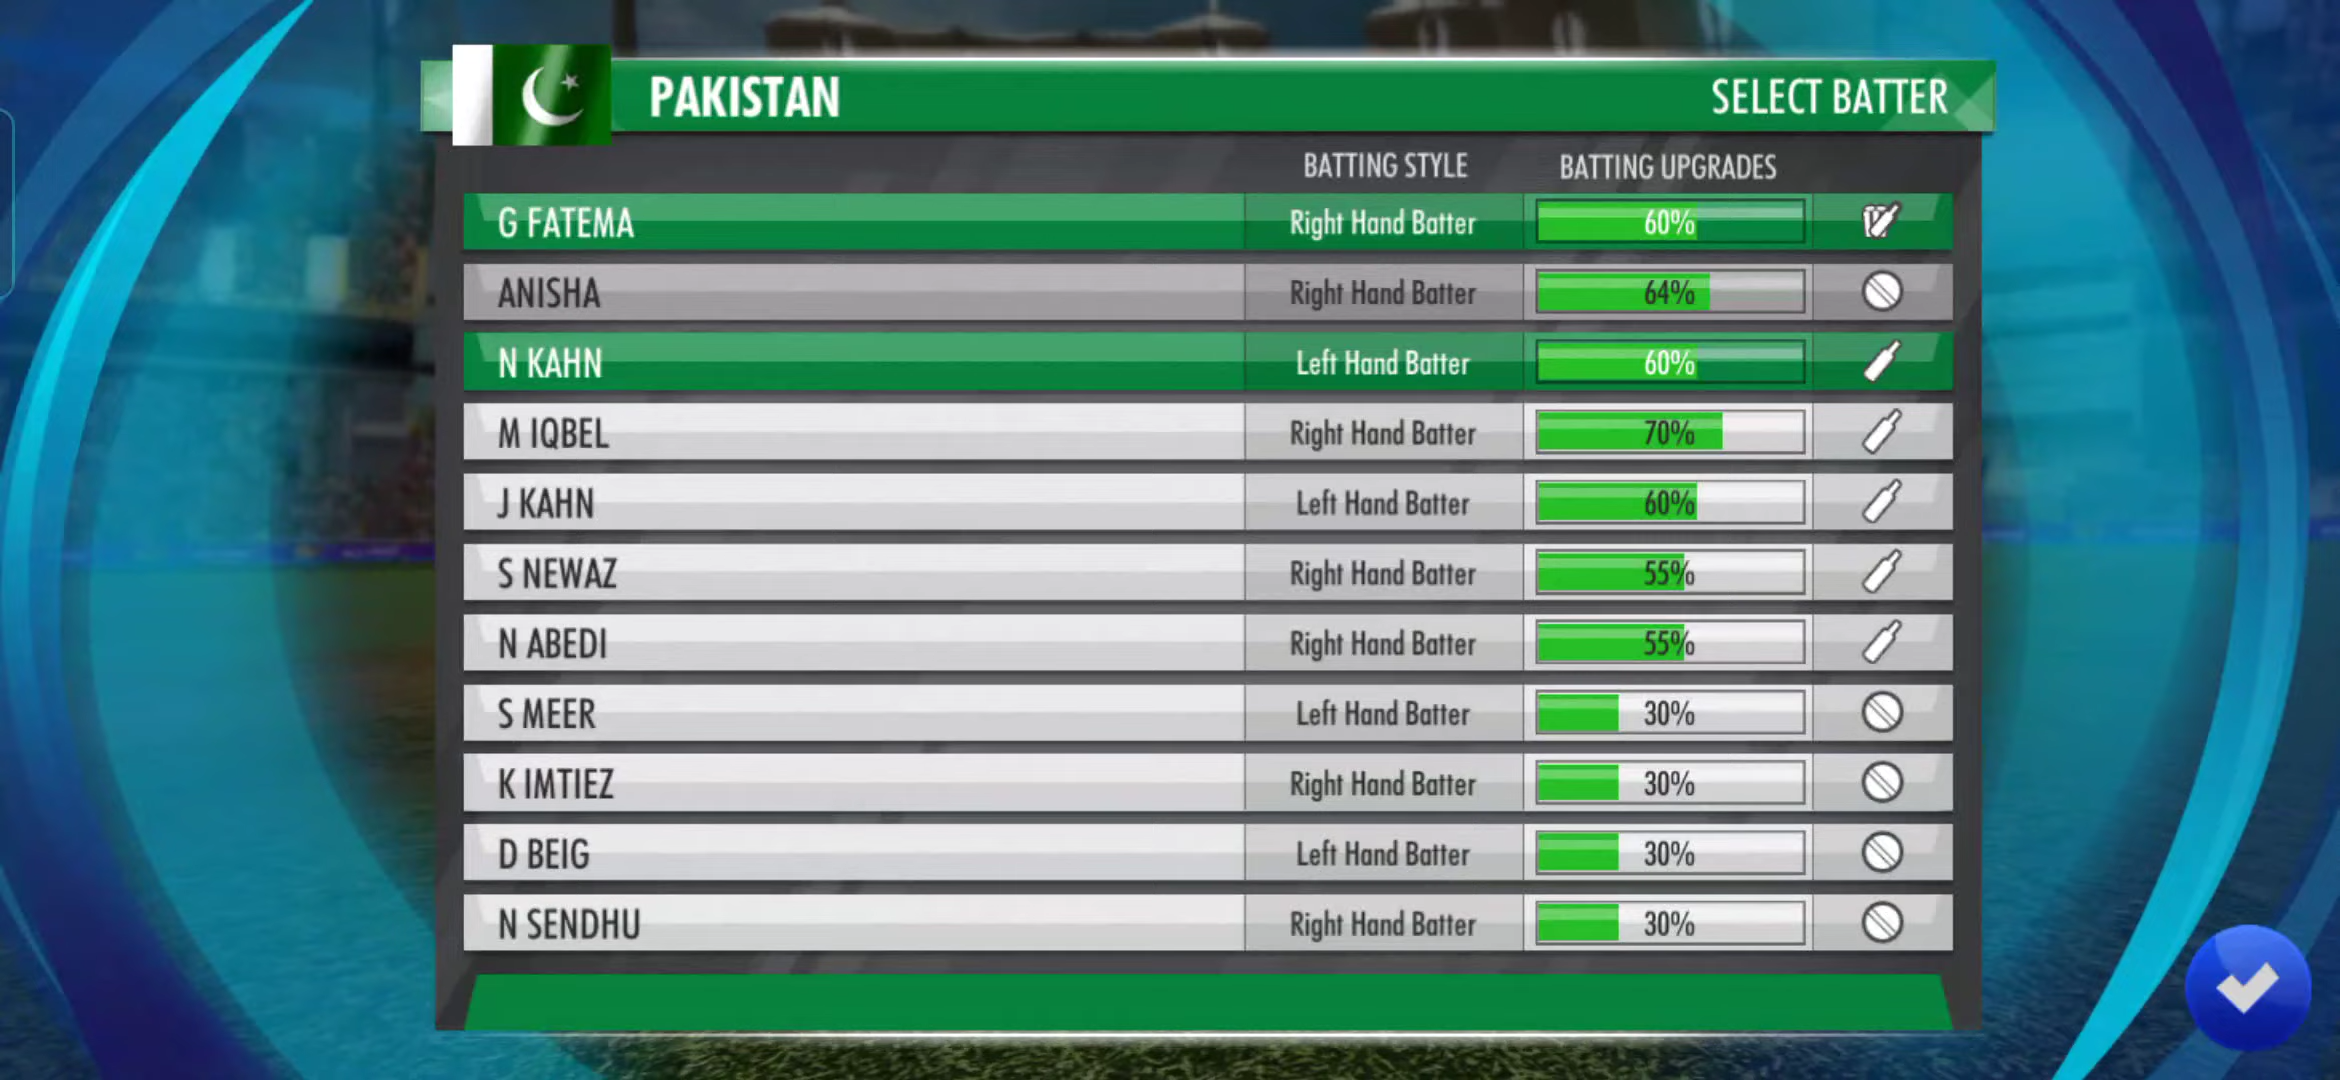 PAKISTAN SELECT BATTER
BATTING STYLE BATTING UPGRADES
G FATEMA Right Hand Batter 60%
ANISHA Right Hand Batter 64%
N KAHN Left Hand Batter 60%
M IQBEL Right Hand Batter 70%
J KAHN Left Hand Batter 60%
S NEWAZ Right Hand Batter 55%
N ABEDI Right Hand Batter 55%
S MEER Left Hand Batter 30%
K IMTIEZ Right Hand Batter 30%
D BEIG Left Hand Batter 30%
N SENDHU Right Hand Batter 30%